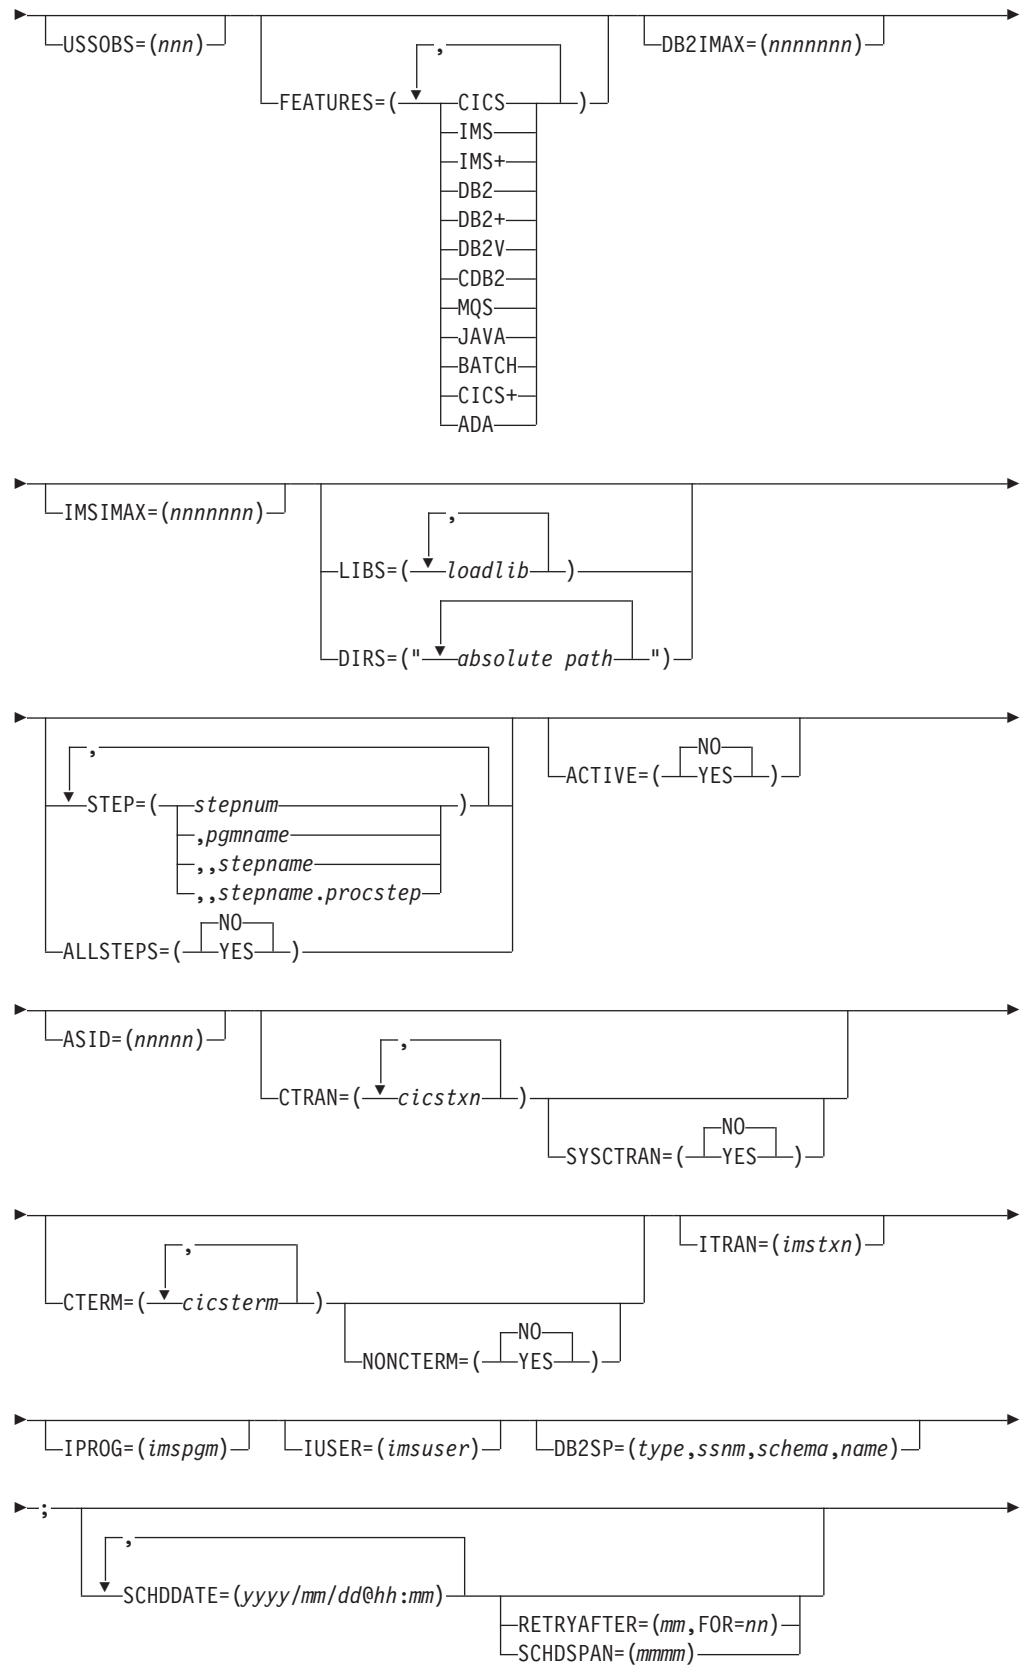 USSOBS=(nnn)
FEATURES=( , CICS )
IMS
IMS+
DB2
DB2+
DB2V
CDB2
MQS
JAVA
BATCH
CICS+
ADA
DB2IMAX=(nnnnnnn)
IMSIMAX=(nnnnnnn)
,
LIBS=( loadlib )
DIRS=(" absolute path ")
,
STEP=( stepnum )
,pgmname
,,stepname
,,stepname.procstep
NO
ALLSTEPS=( YES )
NO
ACTIVE=( YES )
ASID=(nnnnn)
,
CTRAN=( cicstxn )
NO
SYSCTRAN=( YES )
,
CTERM=( cicsterm )
NO
NONCTERM=( YES )
ITRAN=(imstxn)
IPROG=(imspgm)
IUSER=(imsuser)
DB2SP=(type,ssnm,schema,name)
;
,
SCHDDATE=(yyyy/mm/dd@hh:mm)
RETRYAFTER=(mm,FOR=nn)
SCHDSPAN=(mmmm)